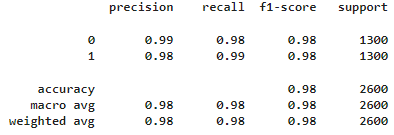 precision recall f1-score support
0 0.99 0.98 0.98 1300
1 0.98 0.99 0.98 1300
accuracy 0.98 2600
macro avg 0.98 0.98 0.98 2600
weighted avg 0.98 0.98 0.98 2600